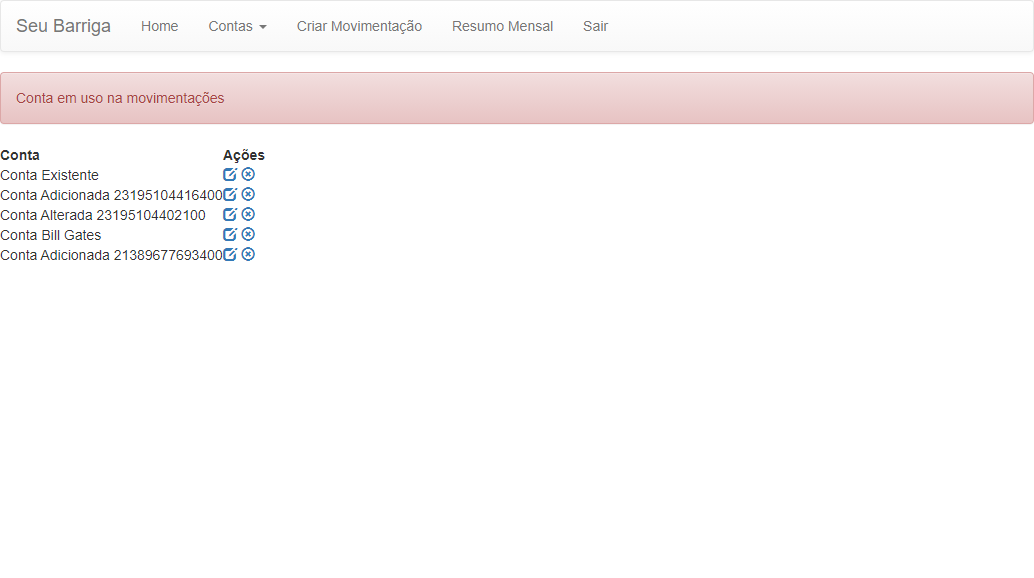 Seu Barriga Home Contas Criar Movimentação Resumo Mensal Sair
Conta em uso na movimentações
Conta Ações
Conta Existente
Conta Adicionada 23195104416400
Conta Alterada 23195104402100
Conta Bill Gates
Conta Adicionada 21389677693400